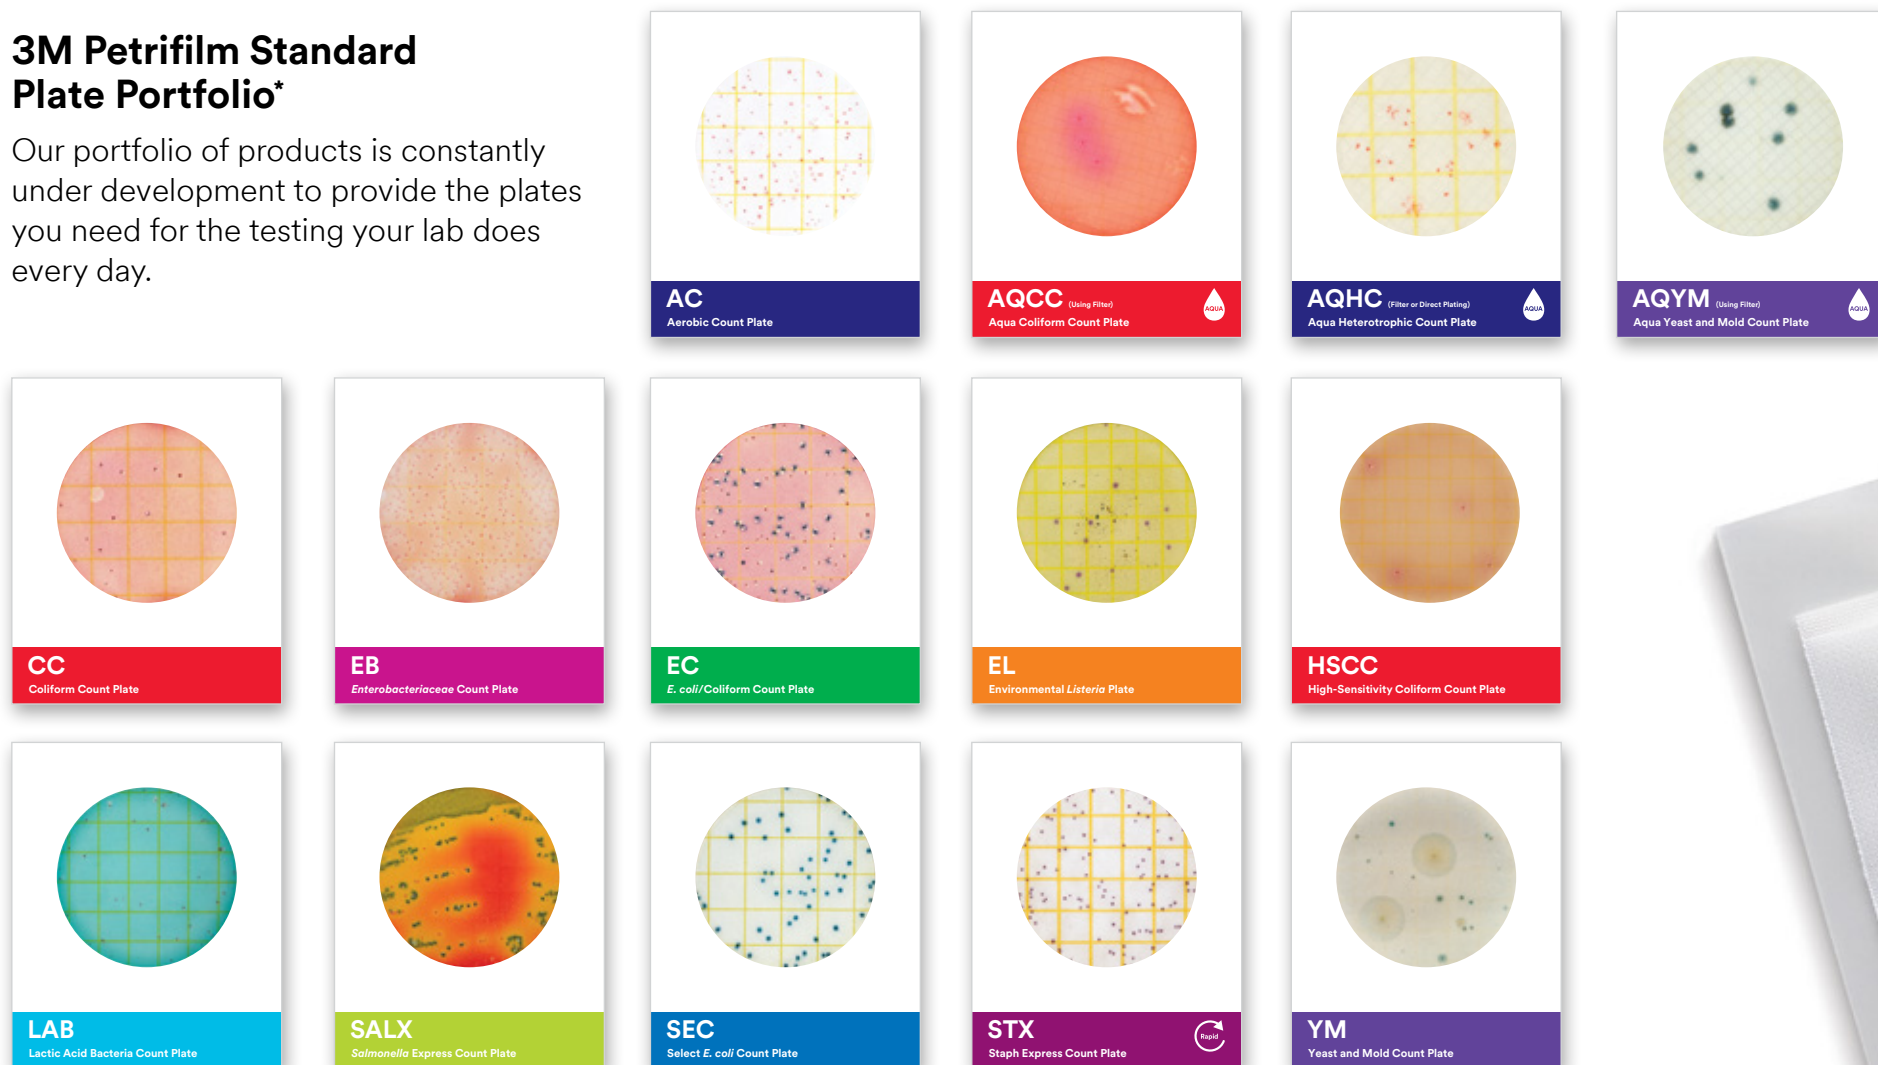 3M Petrifilm Standard
Plate Portfolio*
Our portfolio of products is constantly
under development to provide the plates
you need for the testing your lab does
every day.
AC
Aerobic Count Plate
AQCC (Using Filter)
Aqua Coliform Count Plate
AQUA
AQHC (Filter or Direct Plating)
Aqua Heterotrophic Count Plate
AQUA
AQYM (Using Filter)
Aqua Yeast and Mold Count Plate
AQUA
CC
Coliform Count Plate
EB
Enterobacteriaceae Count Plate
EC
E. coli/Coliform Count Plate
EL
Environmental Listeria Plate
HSCC
High-Sensitivity Coliform Count Plate
LAB
Lactic Acid Bacteria Count Plate
SALX
Salmonella Express Count Plate
SEC
Select E. coli Count Plate
STX
Staph Express Count Plate
Rapid
YM
Yeast and Mold Count Plate